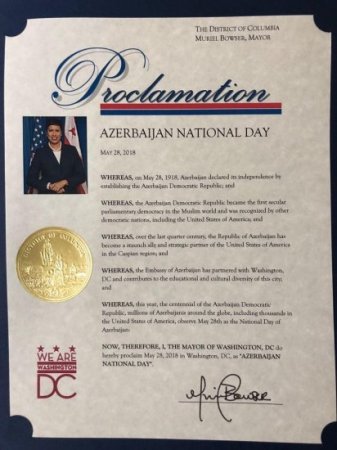 THE DISTRICT OF COLUMBIA
MURIEL BOWSER, MAYOR
Proclamation
AZERBAIJAN NATIONAL DAY
MAY 28, 2018
WHEREAS, on May 28, 1918, Azerbaijan declared its independence by
establishing the Azerbaijan Democratic Republic; and
WHEREAS, the Azerbaijan Democratic Republic became the first secular
parliamentary democracy in the Muslim world and was recognized by other
democratic nations, including the United States of America; and
WHEREAS, over the last quarter century, the Republic of Azerbaijan has
become a staunch ally and strategic partner of the United States of America
in the Caspian region; and
WHEREAS, the Embassy of Azerbaijan has partnered with Washington,
DC and contributes to the educational and cultural diversity of this city;
and
WHEREAS, this year, the centennial of the Azerbaijan Democratic
Republic, millions of Azerbaijanis around the globe, including thousands in
the United States of America, observe May 28th as the National Day of
Azerbaijan:
NOW, THEREFORE, I, THE MAYOR OF WASHINGTON, DC do
hereby proclaim May 28, 2018 in Washington, DC, as "AZERBAIJAN
NATIONAL DAY".
WE ARE
WASHINGTON
DC